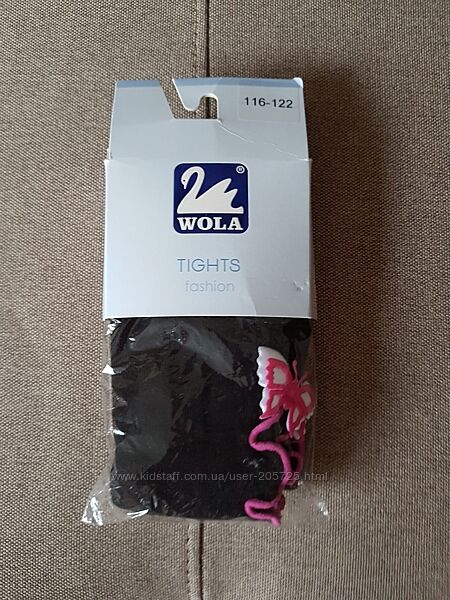 116-122
®
WOLA
TIGHTS
fashion
www.kidstaff.com.ua/user-205725.html